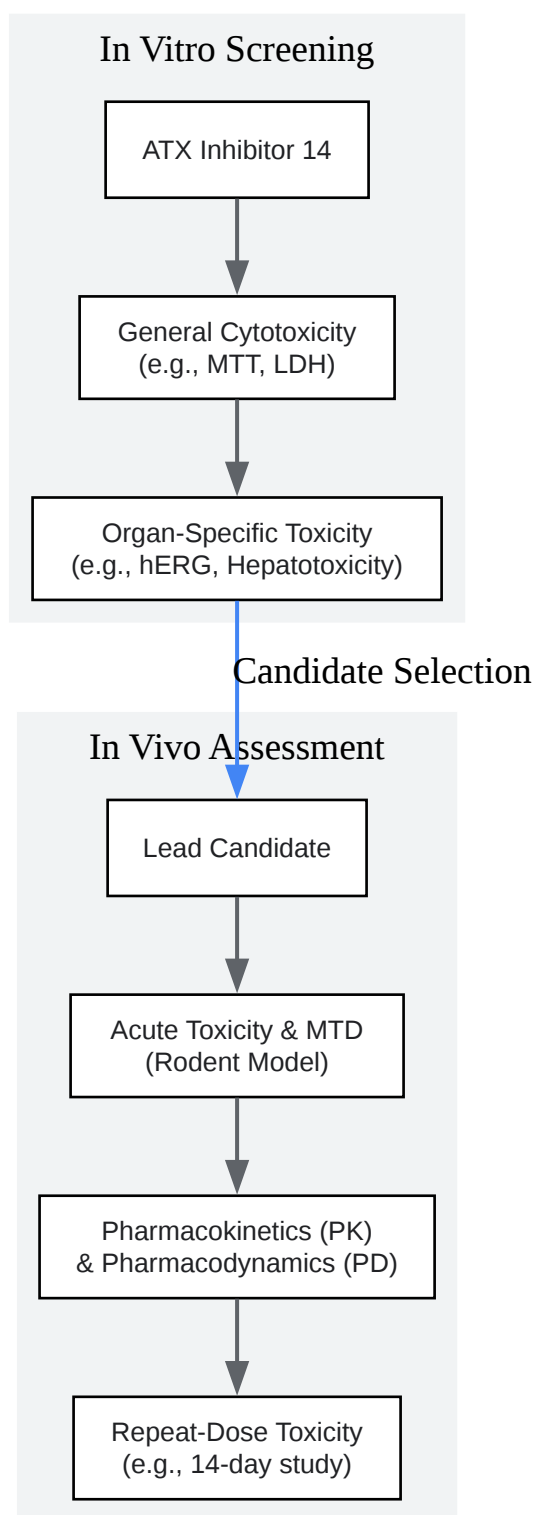 In Vitro Screening
ATX Inhibitor 14
General Cytotoxicity
(e.g., MTT, LDH)
Organ-Specific Toxicity
(e.g., hERG, Hepatotoxicity)
Candidate Selection
In Vivo Assessment
Lead Candidate
Acute Toxicity & MTD
(Rodent Model)
Pharmacokinetics (PK)
& Pharmacodynamics (PD)
Repeat-Dose Toxicity
(e.g., 14-day study)